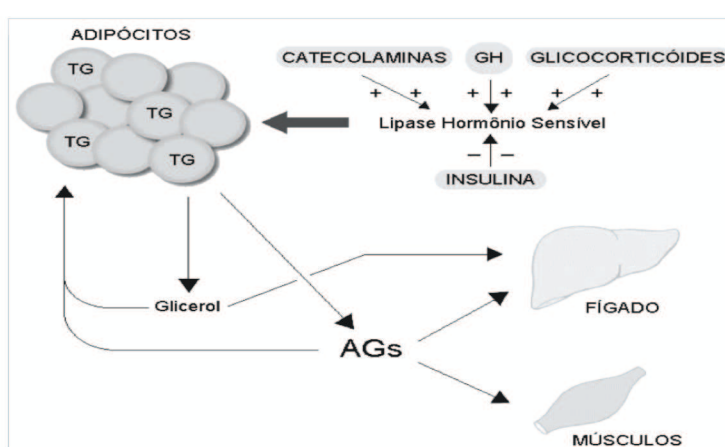 ADIPÓCITOS
TG
TG
TG
TG
CATECOLAMINAS
GH
GLICOCORTICÓIDES
+ +
+ +
+ +
Lipase Hormônio Sensível
– –
INSULINA
Glicerol
AGs
FÍGADO
MÚSCULOS